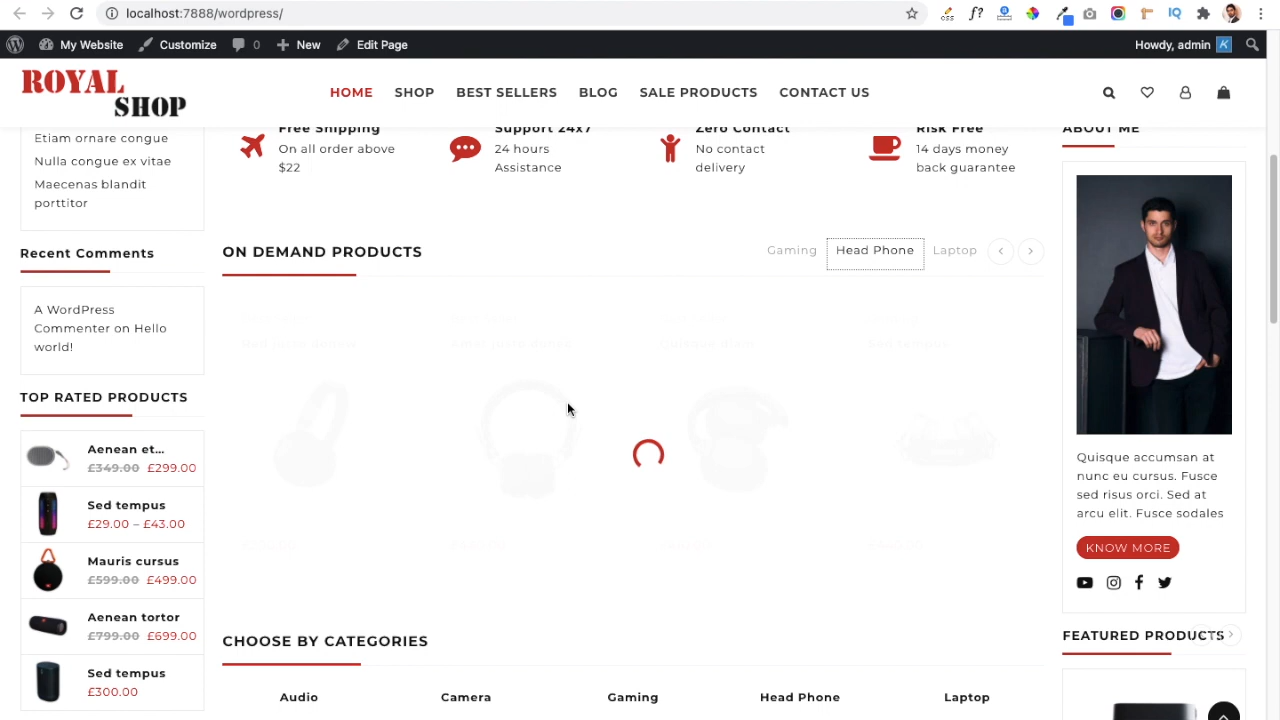 localhost:7888/wordpress/
My Website
Customize
0
New
Edit Page
Howdy, admin
ROYAL
SHOP
HOME
SHOP
BEST SELLERS
BLOG
SALE PRODUCTS
CONTACT US
Etiam ornare congue
Nulla congue ex vitae
Maecenas blandit
porttitor
Recent Comments
A WordPress
Commenter on Hello
world!
TOP RATED PRODUCTS
Aenean et...
£349.00 £299.00
Sed tempus
£29.00 – £43.00
Mauris cursus
£599.00 £499.00
Aenean tortor
£799.00 £699.00
Sed tempus
£300.00
Free Shipping
On all order above
$22
Support 24x7
24 hours
Assistance
Zero Contact
No contact
delivery
Risk Free
14 days money
back guarantee
ON DEMAND PRODUCTS
Gaming
Head Phone
Laptop
CHOOSE BY CATEGORIES
Audio
Camera
Gaming
Head Phone
Laptop
ABOUT ME
Quisque accumsan at
nunc eu cursus. Fusce
sed risus orci. Sed at
arcu elit. Fusce sodales
KNOW MORE
FEATURED PRODUCTS